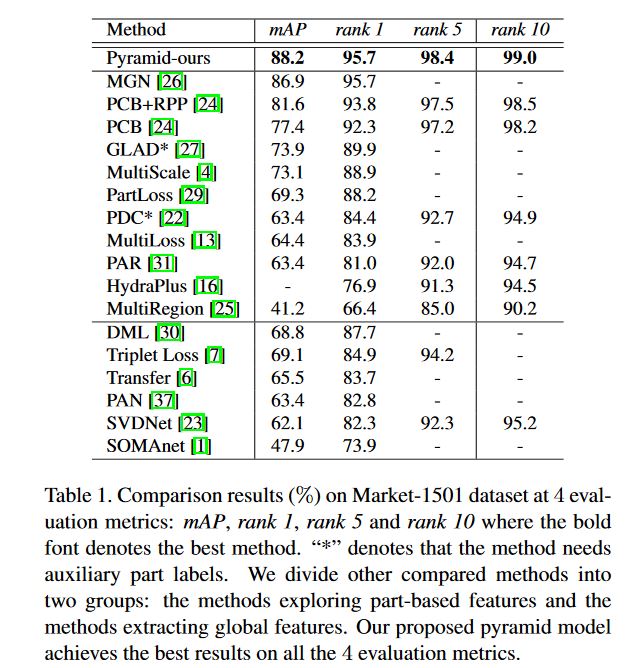 Method mAP rank 1 rank 5 rank 10
Pyramid-ours 88.2 95.7 98.4 99.0
MGN [26] 86.9 95.7 - -
PCB+RPP [24] 81.6 93.8 97.5 98.5
PCB [24] 77.4 92.3 97.2 98.2
GLAD* [27] 73.9 89.9 - -
MultiScale [4] 73.1 88.9 - -
PartLoss [29] 69.3 88.2 - -
PDC* [22] 63.4 84.4 92.7 94.9
MultiLoss [13] 64.4 83.9 - -
PAR [31] 63.4 81.0 92.0 94.7
HydraPlus [16] - 76.9 91.3 94.5
MultiRegion [25] 41.2 66.4 85.0 90.2
DML [30] 68.8 87.7 - -
Triplet Loss [7] 69.1 84.9 94.2 -
Transfer [6] 65.5 83.7 - -
PAN [37] 63.4 82.8 - -
SVDNet [23] 62.1 82.3 92.3 95.2
SOMAnet [1] 47.9 73.9 - -
Table 1. Comparison results (%) on Market-1501 dataset at 4 eval-
uation metrics: mAP, rank 1, rank 5 and rank 10 where the bold
font denotes the best method. “*” denotes that the method needs
auxiliary part labels. We divide other compared methods into
two groups: the methods exploring part-based features and the
methods extracting global features. Our proposed pyramid model
achieves the best results on all the 4 evaluation metrics.